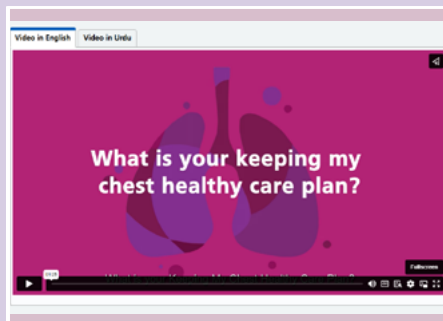 Video in English
Video in Urdu
What is your keeping my
chest healthy care plan?
Fullscreen